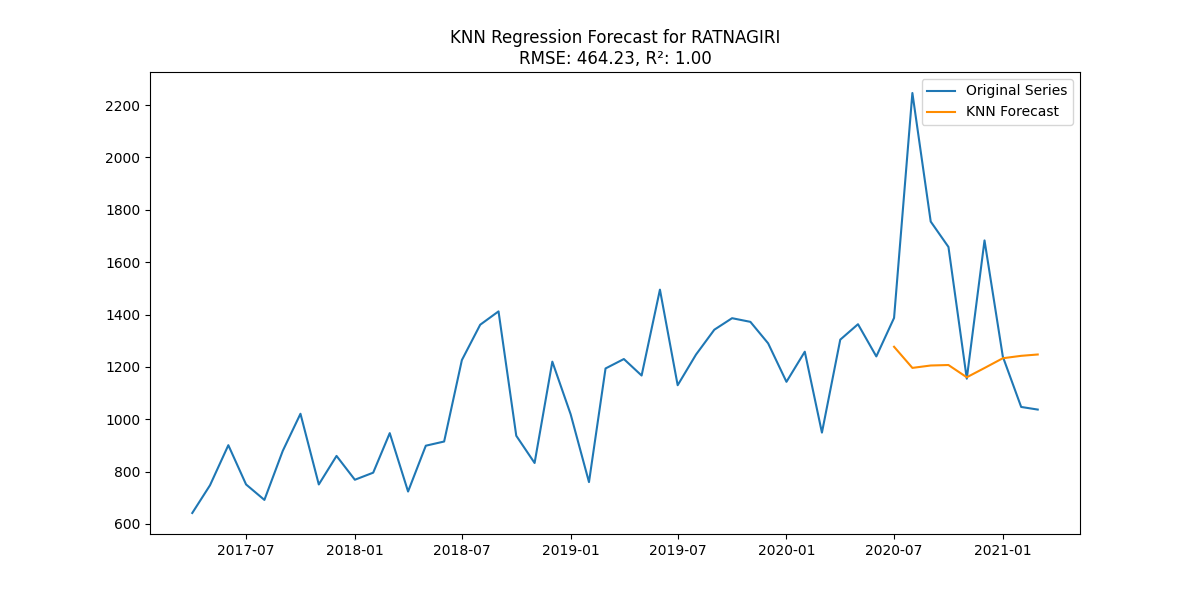 KNN Regression Forecast for RATNAGIRI
RMSE: 464.23, R²: 1.00
Original Series
KNN Forecast
2200
2000
1800
1600
1400
1200
1000
800
600
2017-07 2018-01 2018-07 2019-01 2019-07 2020-01 2020-07 2021-01